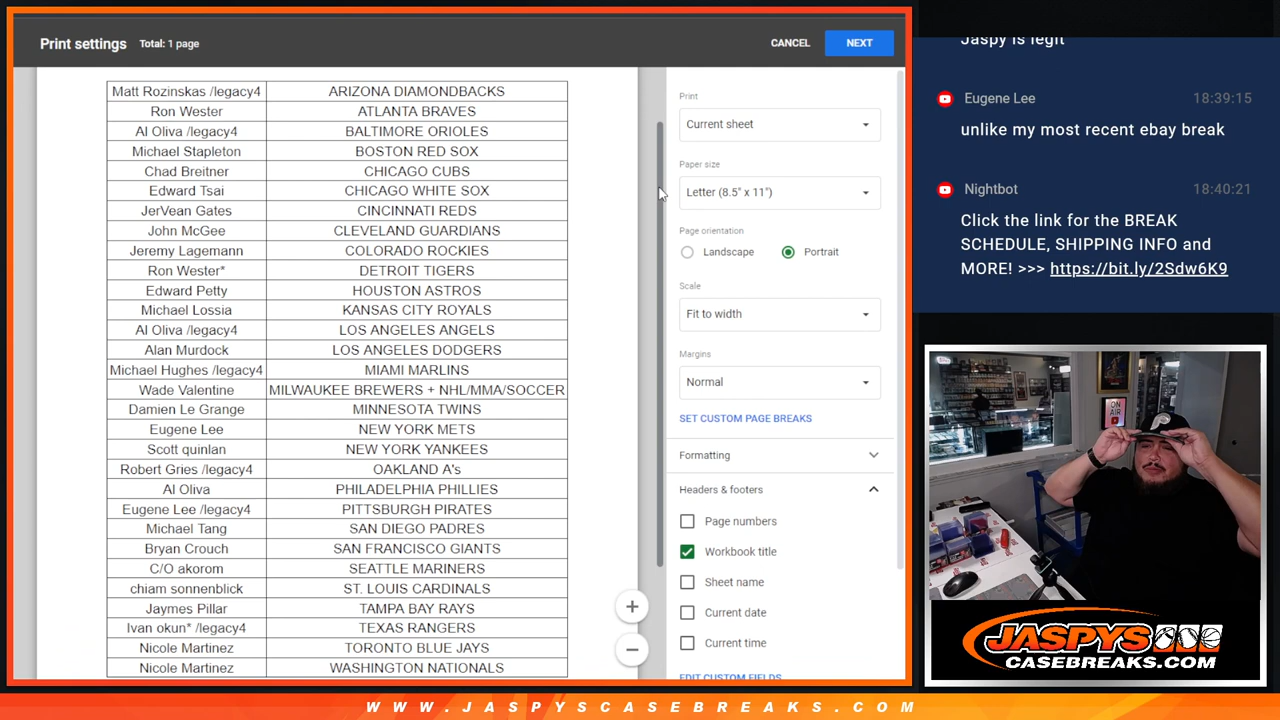 Print settings
Total: 1 page
CANCEL
NEXT
Matt Rozinskas /legacy4 ARIZONA DIAMONDBACKS
Ron Wester ATLANTA BRAVES
Al Oliva /legacy4 BALTIMORE ORIOLES
Michael Stapleton BOSTON RED SOX
Chad Breitner CHICAGO CUBS
Edward Tsai CHICAGO WHITE SOX
JerVean Gates CINCINNATI REDS
John McGee CLEVELAND GUARDIANS
Jeremy Lagemann COLORADO ROCKIES
Ron Wester* DETROIT TIGERS
Edward Petty HOUSTON ASTROS
Michael Lossia KANSAS CITY ROYALS
Al Oliva /legacy4 LOS ANGELES ANGELS
Alan Murdock LOS ANGELES DODGERS
Michael Hughes /legacy4 MIAMI MARLINS
Wade Valentine MILWAUKEE BREWERS + NHL/MMA/SOCCER
Damien Le Grange MINNESOTA TWINS
Eugene Lee NEW YORK METS
Scott quinlan NEW YORK YANKEES
Robert Gries /legacy4 OAKLAND A's
Al Oliva PHILADELPHIA PHILLIES
Eugene Lee /legacy4 PITTSBURGH PIRATES
Michael Tang SAN DIEGO PADRES
Bryan Crouch SAN FRANCISCO GIANTS
C/O akorom SEATTLE MARINERS
chiam sonnenblick ST. LOUIS CARDINALS
Jaymes Pillar TAMPA BAY RAYS
Ivan okun* /legacy4 TEXAS RANGERS
Nicole Martinez TORONTO BLUE JAYS
Nicole Martinez WASHINGTON NATIONALS
Print
Current sheet
Paper size
Letter (8.5" x 11")
Page orientation
Landscape
Portrait
Scale
Fit to width
Margins
Normal
SET CUSTOM PAGE BREAKS
Formatting
Headers & footers
Page numbers
Workbook title
Sheet name
Current date
Current time
EDIT CUSTOM FIELDS
Jaspy is legit
Eugene Lee 18:39:15
unlike my most recent ebay break
Nightbot 18:40:21
Click the link for the BREAK
SCHEDULE, SHIPPING INFO and
MORE! >>> https://bit.ly/2Sdw6K9
ON
AIR
P
JASPYS
CASEBREAKS.COM
WWW.JASPYSCASEBREAKS.COM